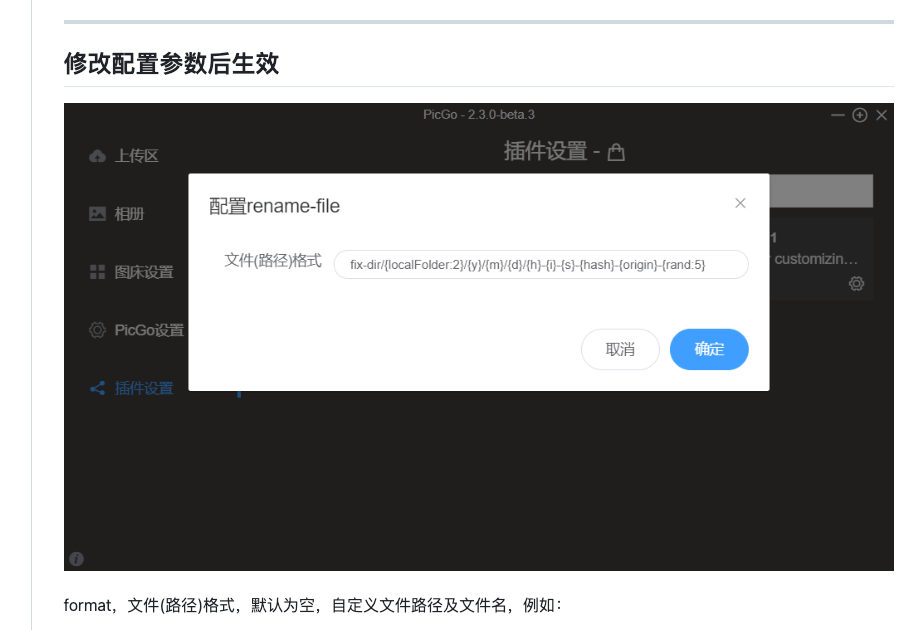 修改配置参数后生效
PicGo - 2.3.0-beta.3
上传区
插件设置 -
相册
配置rename-file
1
文件(路径)格式 fix-dir/{localFolder:2}/{y}/{m}/{d}/{h}-{i}-{s}-{hash}-{origin}-{rand:5}
customizin...
图床设置
PicGo设置
取消 确定
插件设置
format，文件(路径)格式，默认为空，自定义文件路径及文件名，例如：